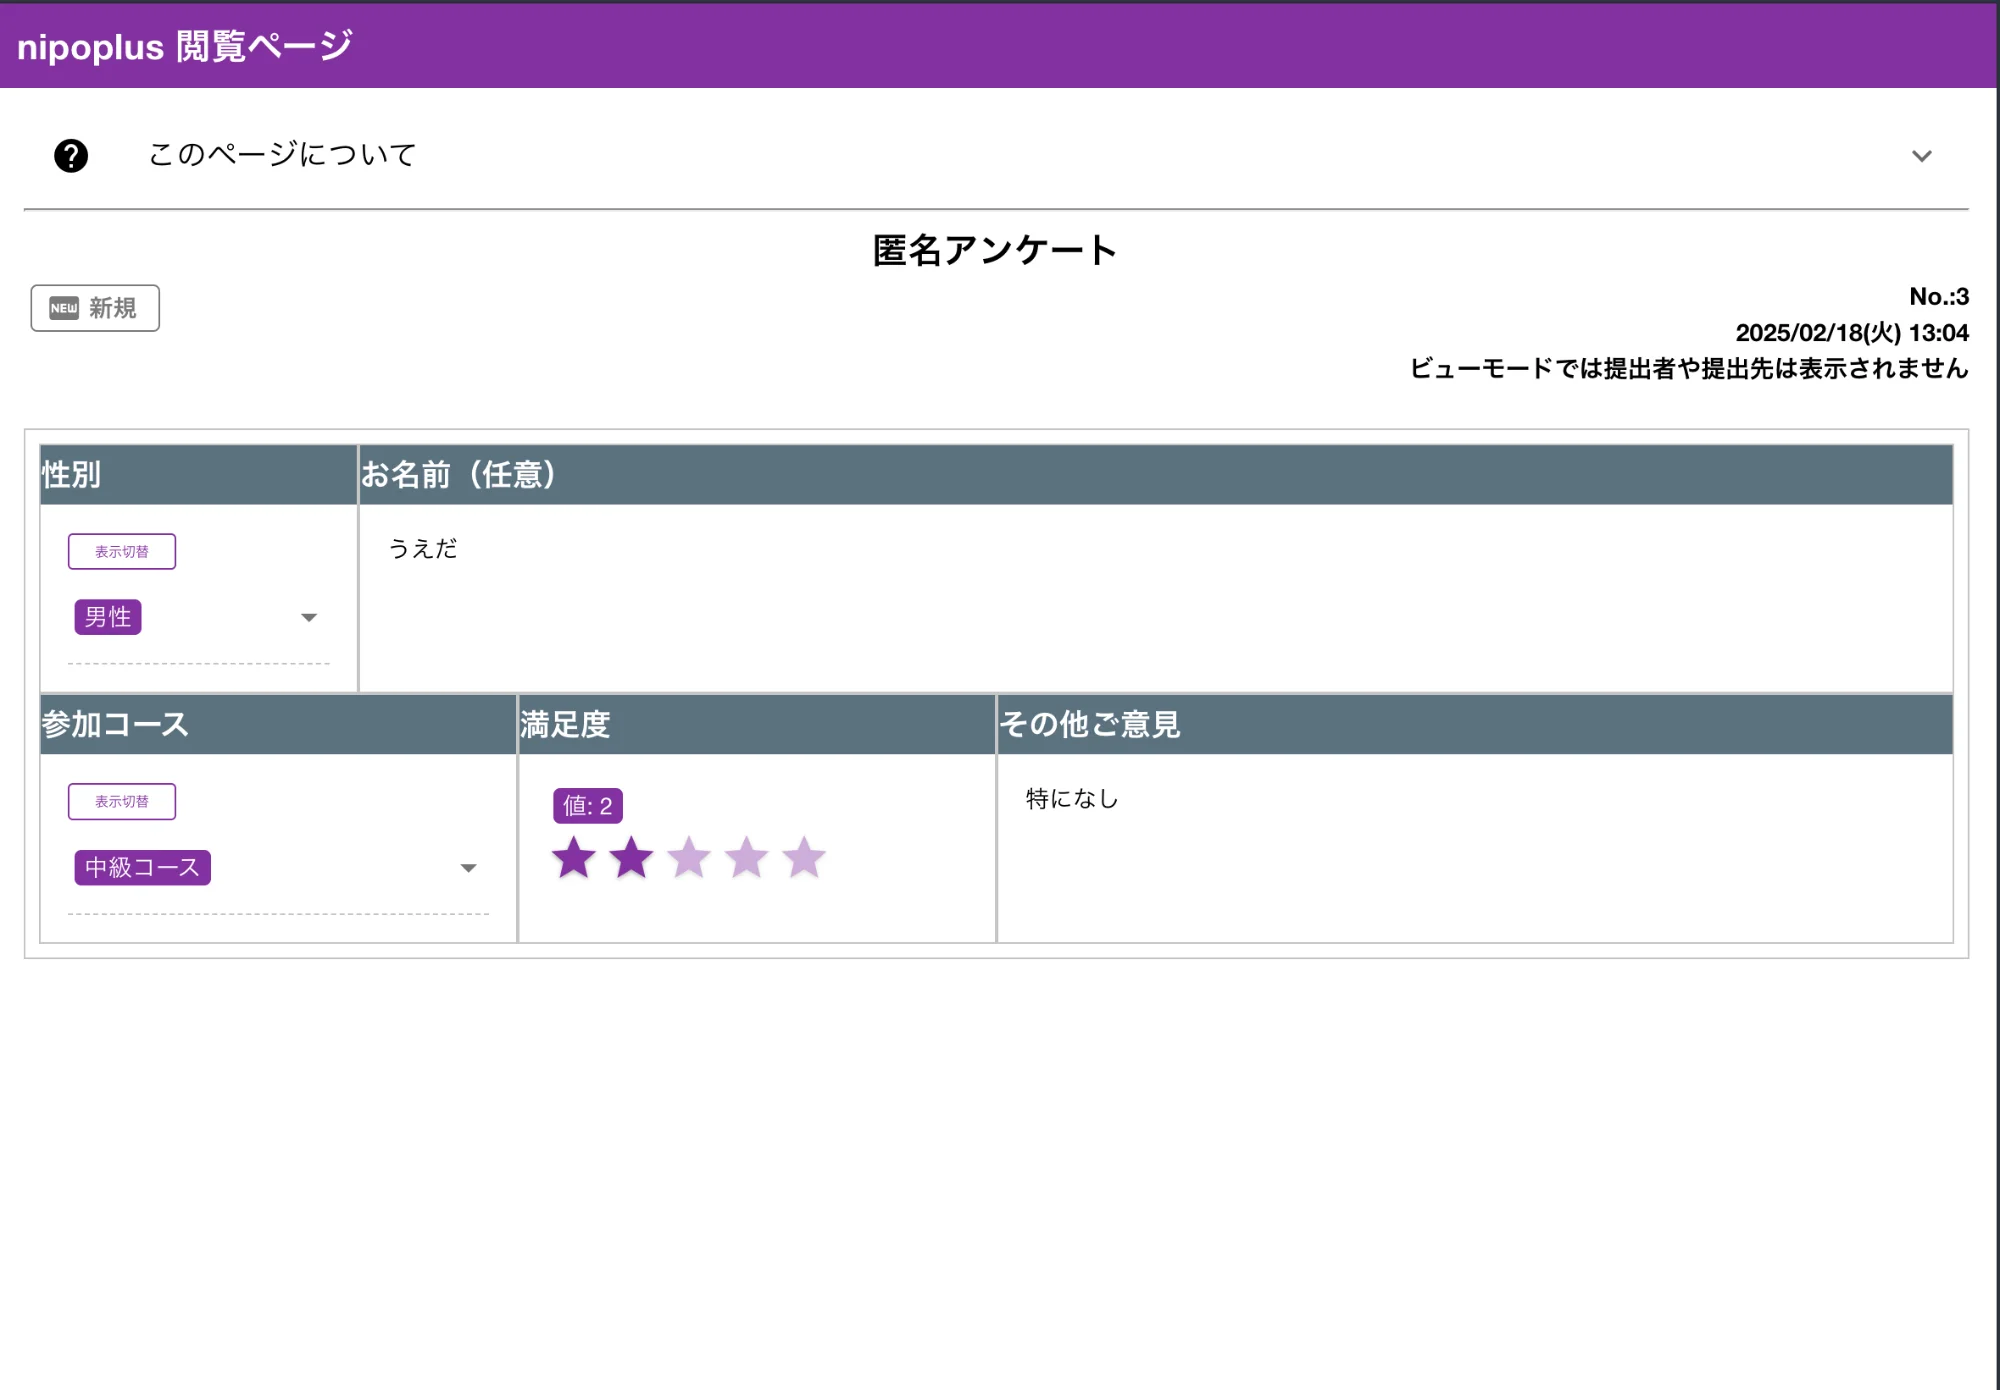 nipoplus 閲覧ページ
このページについて
匿名アンケート
NEW 新規
No.:3
2025/02/18(火) 13:04
ビューモードでは提出者や提出先は表示されません
性別
お名前（任意）
表示切替
うえだ
男性
参加コース
満足度
その他ご意見
表示切替
値: 2
特になし
中級コース